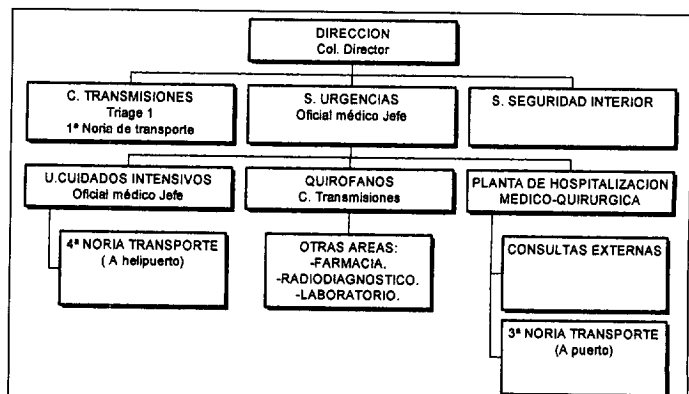 DIRECCION
Col. Director
C. TRANSMISIONES
Triage 1
1ª Noria de transporte
S. URGENCIAS
Oficial médico Jefe
S. SEGURIDAD INTERIOR
U.CUIDADOS INTENSIVOS
Oficial médico Jefe
QUIROFANOS
C. Transmisiones
PLANTA DE HOSPITALIZACION
MEDICO-QUIRURGICA
4ª NORIA TRANSPORTE
( A helipuerto)
OTRAS AREAS:
-FARMACIA.
-RADIODIAGNOSTICO.
-LABORATORIO.
CONSULTAS EXTERNAS
3ª NORIA TRANSPORTE
(A puerto)